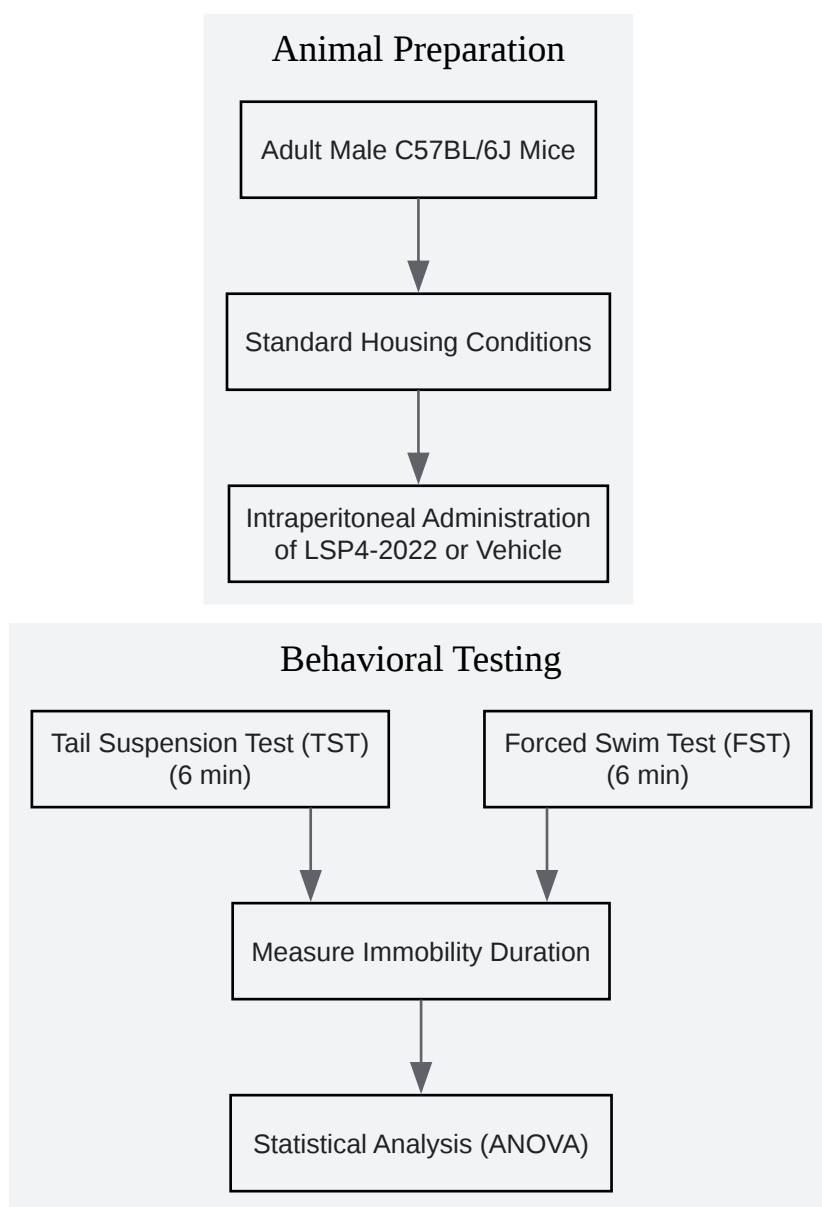 Animal Preparation
Adult Male C57BL/6J Mice
Standard Housing Conditions
Intraperitoneal Administration
of LSP4-2022 or Vehicle
Behavioral Testing
Tail Suspension Test (TST)
(6 min)
Forced Swim Test (FST)
(6 min)
Measure Immobility Duration
Statistical Analysis (ANOVA)